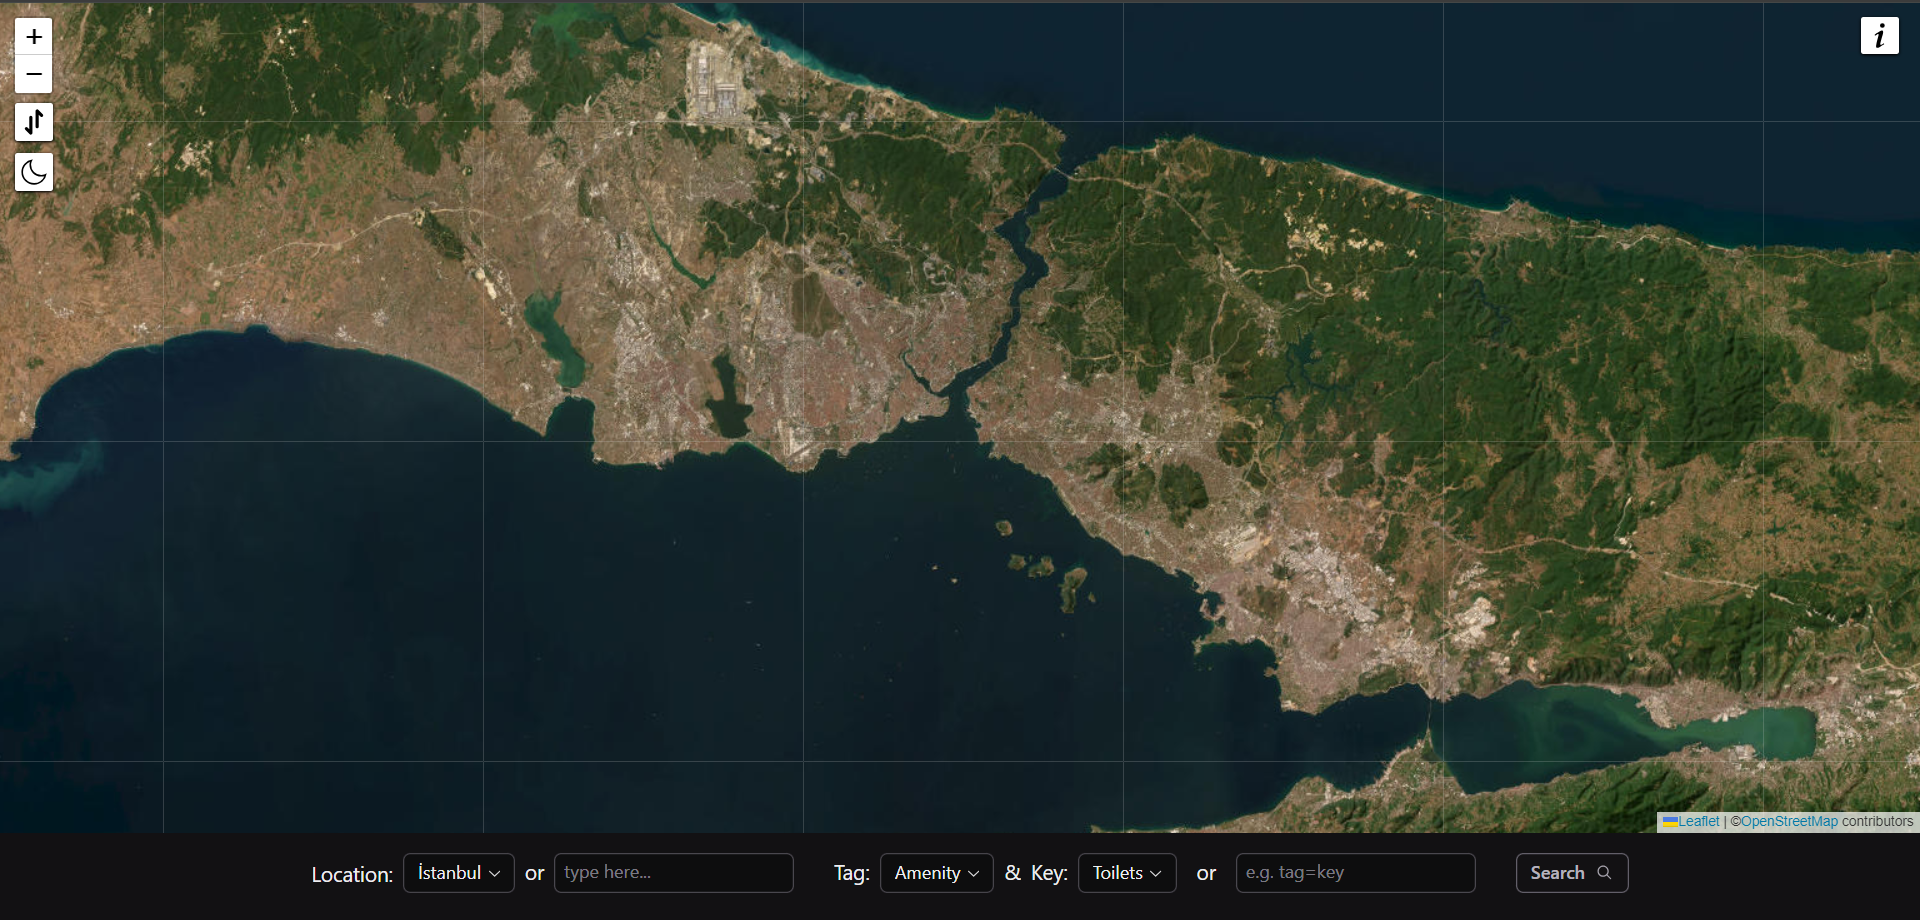 +
−
i
Leaflet | ©OpenStreetMap contributors
Location: İstanbul or type here... Tag: Amenity & Key: Toilets or e.g. tag=key Search